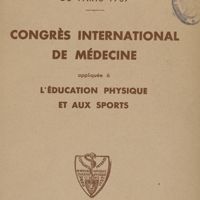 CONGRÈS INTERNATIONAL
DE MÉDECINE
appliquée à
L'ÉDUCATION PHYSIQUE
ET AUX SPORTS